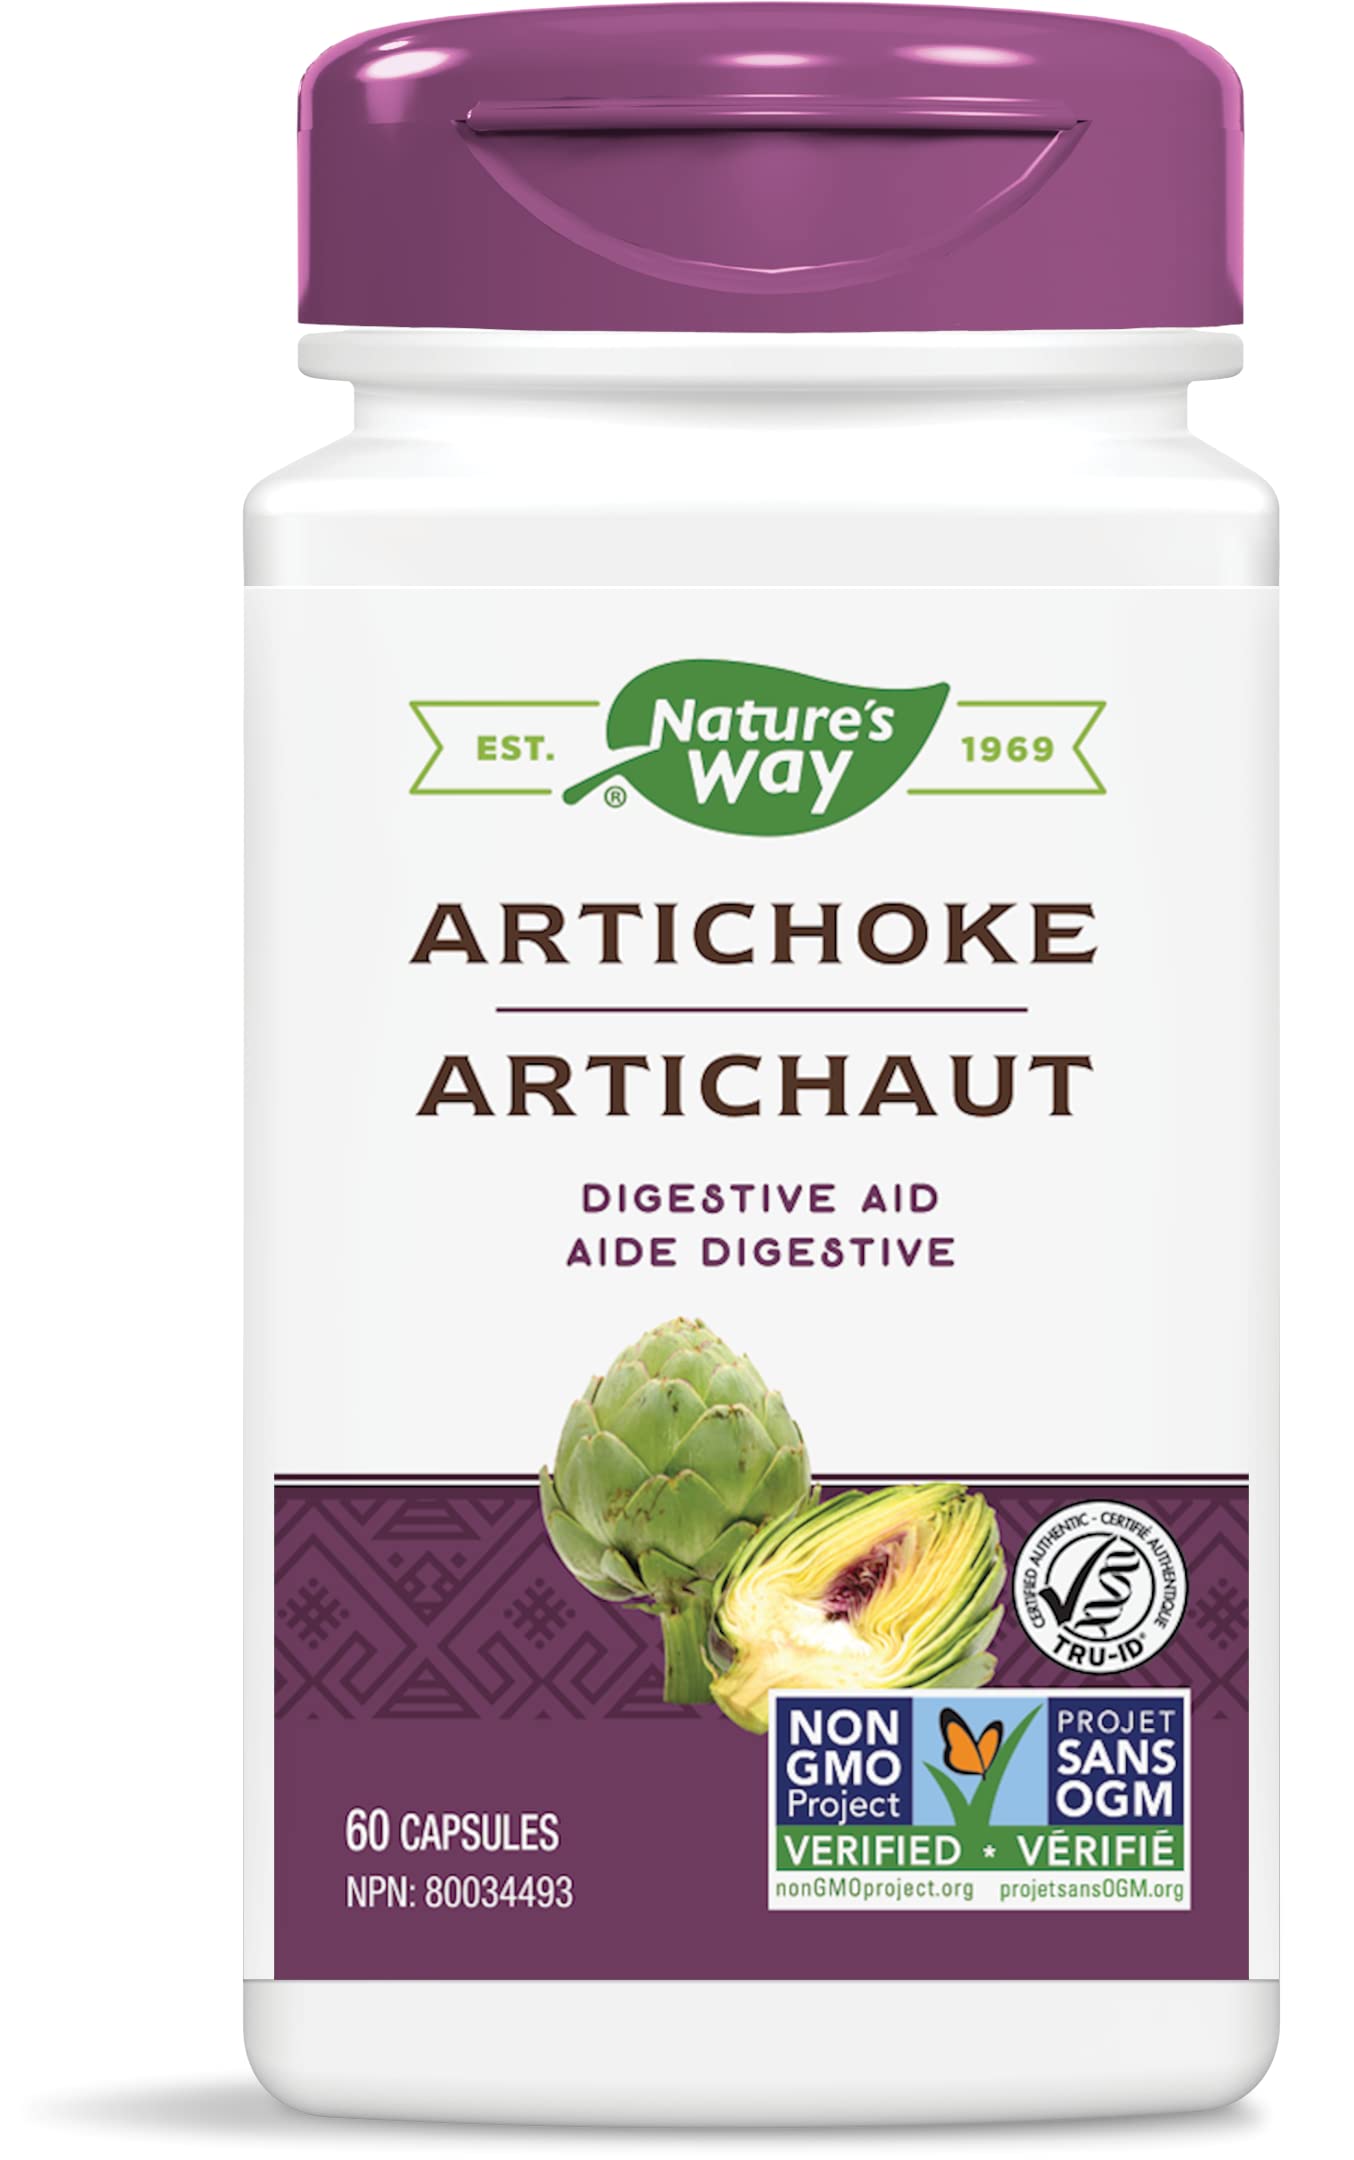 EST.
Nature's
Way
®
1969
ARTICHOKE
ARTICHAUT
DIGESTIVE AID
AIDE DIGESTIVE
CERTIFIED AUTHENTIC - CERTIFIÉ AUTHENTIQUE
TRU-ID®
NON
GMO
Project
PROJET
SANS
OGM
VERIFIED * VÉRIFIÉ
nonGMOproject.org projetsansOGM.org
60 CAPSULES
NPN: 80034493